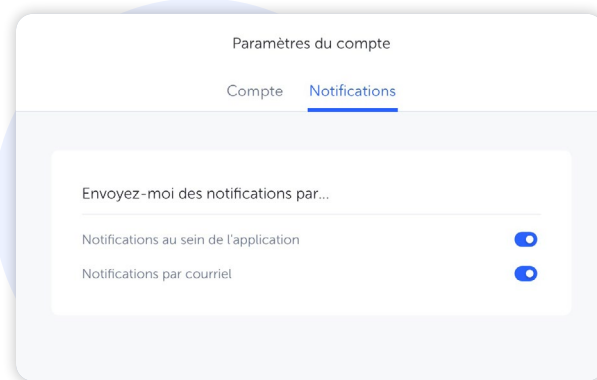 Paramètres du compte
Compte Notifications
Envoyez-moi des notifications par...
Notifications au sein de l'application
Notifications par courriel